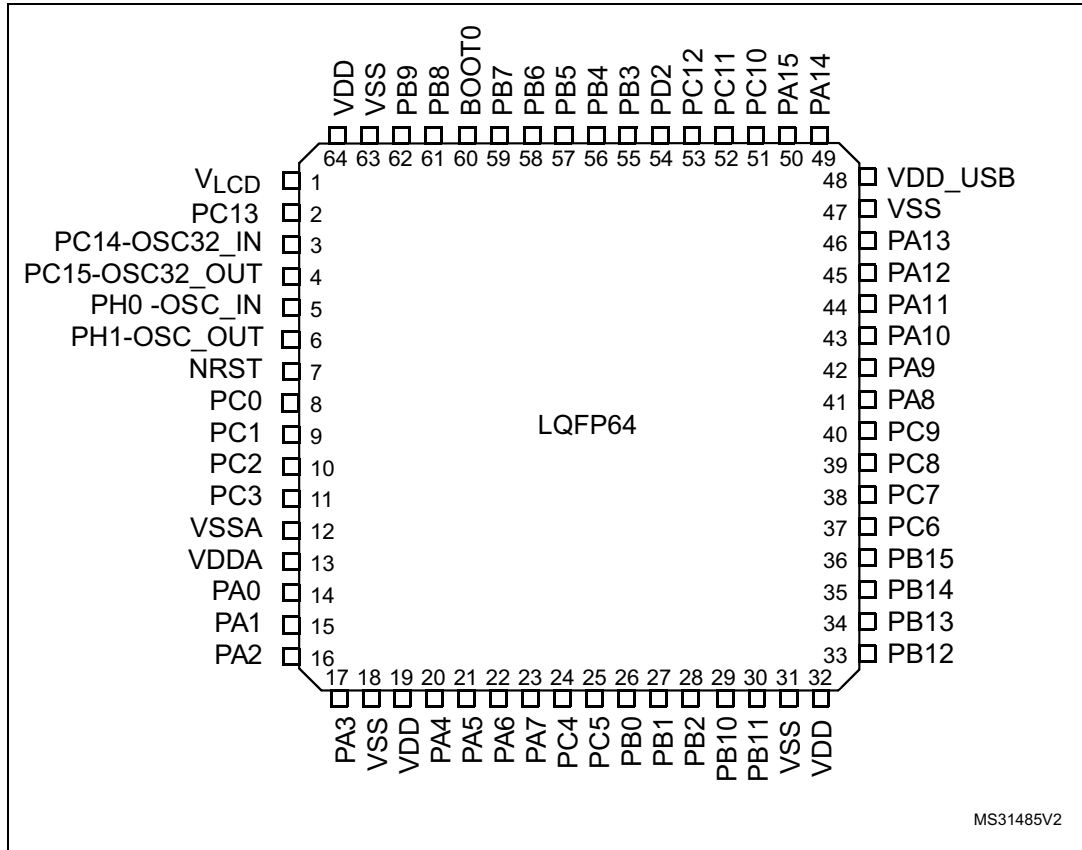 VDD VSS PB9 PB8 BOOT0 PB7 PB6 PB5 PB4 PB3 PD2 PC12 PC11 PC10 PA15 PA14
64 63 62 61 60 59 58 57 56 55 54 53 52 51 50 49
VLCD 1
PC13 2
PC14-OSC32_IN 3
PC15-OSC32_OUT 4
PH0 -OSC_IN 5
PH1-OSC_OUT 6
NRST 7
PC0 8
PC1 9
PC2 10
PC3 11
VSSA 12
VDDA 13
PA0 14
PA1 15
PA2 16
LQFP64
48 VDD_USB
47 VSS
46 PA13
45 PA12
44 PA11
43 PA10
42 PA9
41 PA8
40 PC9
39 PC8
38 PC7
37 PC6
36 PB15
35 PB14
34 PB13
33 PB12
17 18 19 20 21 22 23 24 25 26 27 28 29 30 31 32
PA3 VSS VDD PA4 PA5 PA6 PA7 PC4 PC5 PB0 PB1 PB2 PB10 PB11 VSS VDD
MS31485V2